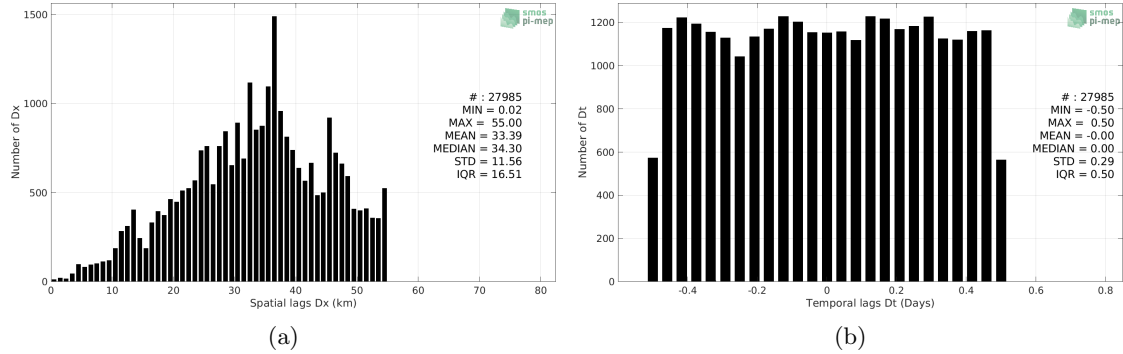 1500
1000
500
0
0
10
20
30
40
50
60
70
80
Number of Dx
Spatial lags Dx (km)
smos
pi-mep
# : 27985
MIN = 0.02
MAX = 55.00
MEAN = 33.39
MEDIAN = 34.30
STD = 11.56
IQR = 16.51
(a)
1200
1000
800
600
400
200
0
-0.4
-0.2
0
0.2
0.4
0.6
0.8
Number of Dt
Temporal lags Dt (Days)
smos
pi-mep
# : 27985
MIN = -0.50
MAX = 0.50
MEAN = -0.00
MEDIAN = 0.00
STD = 0.29
IQR = 0.50
(b)